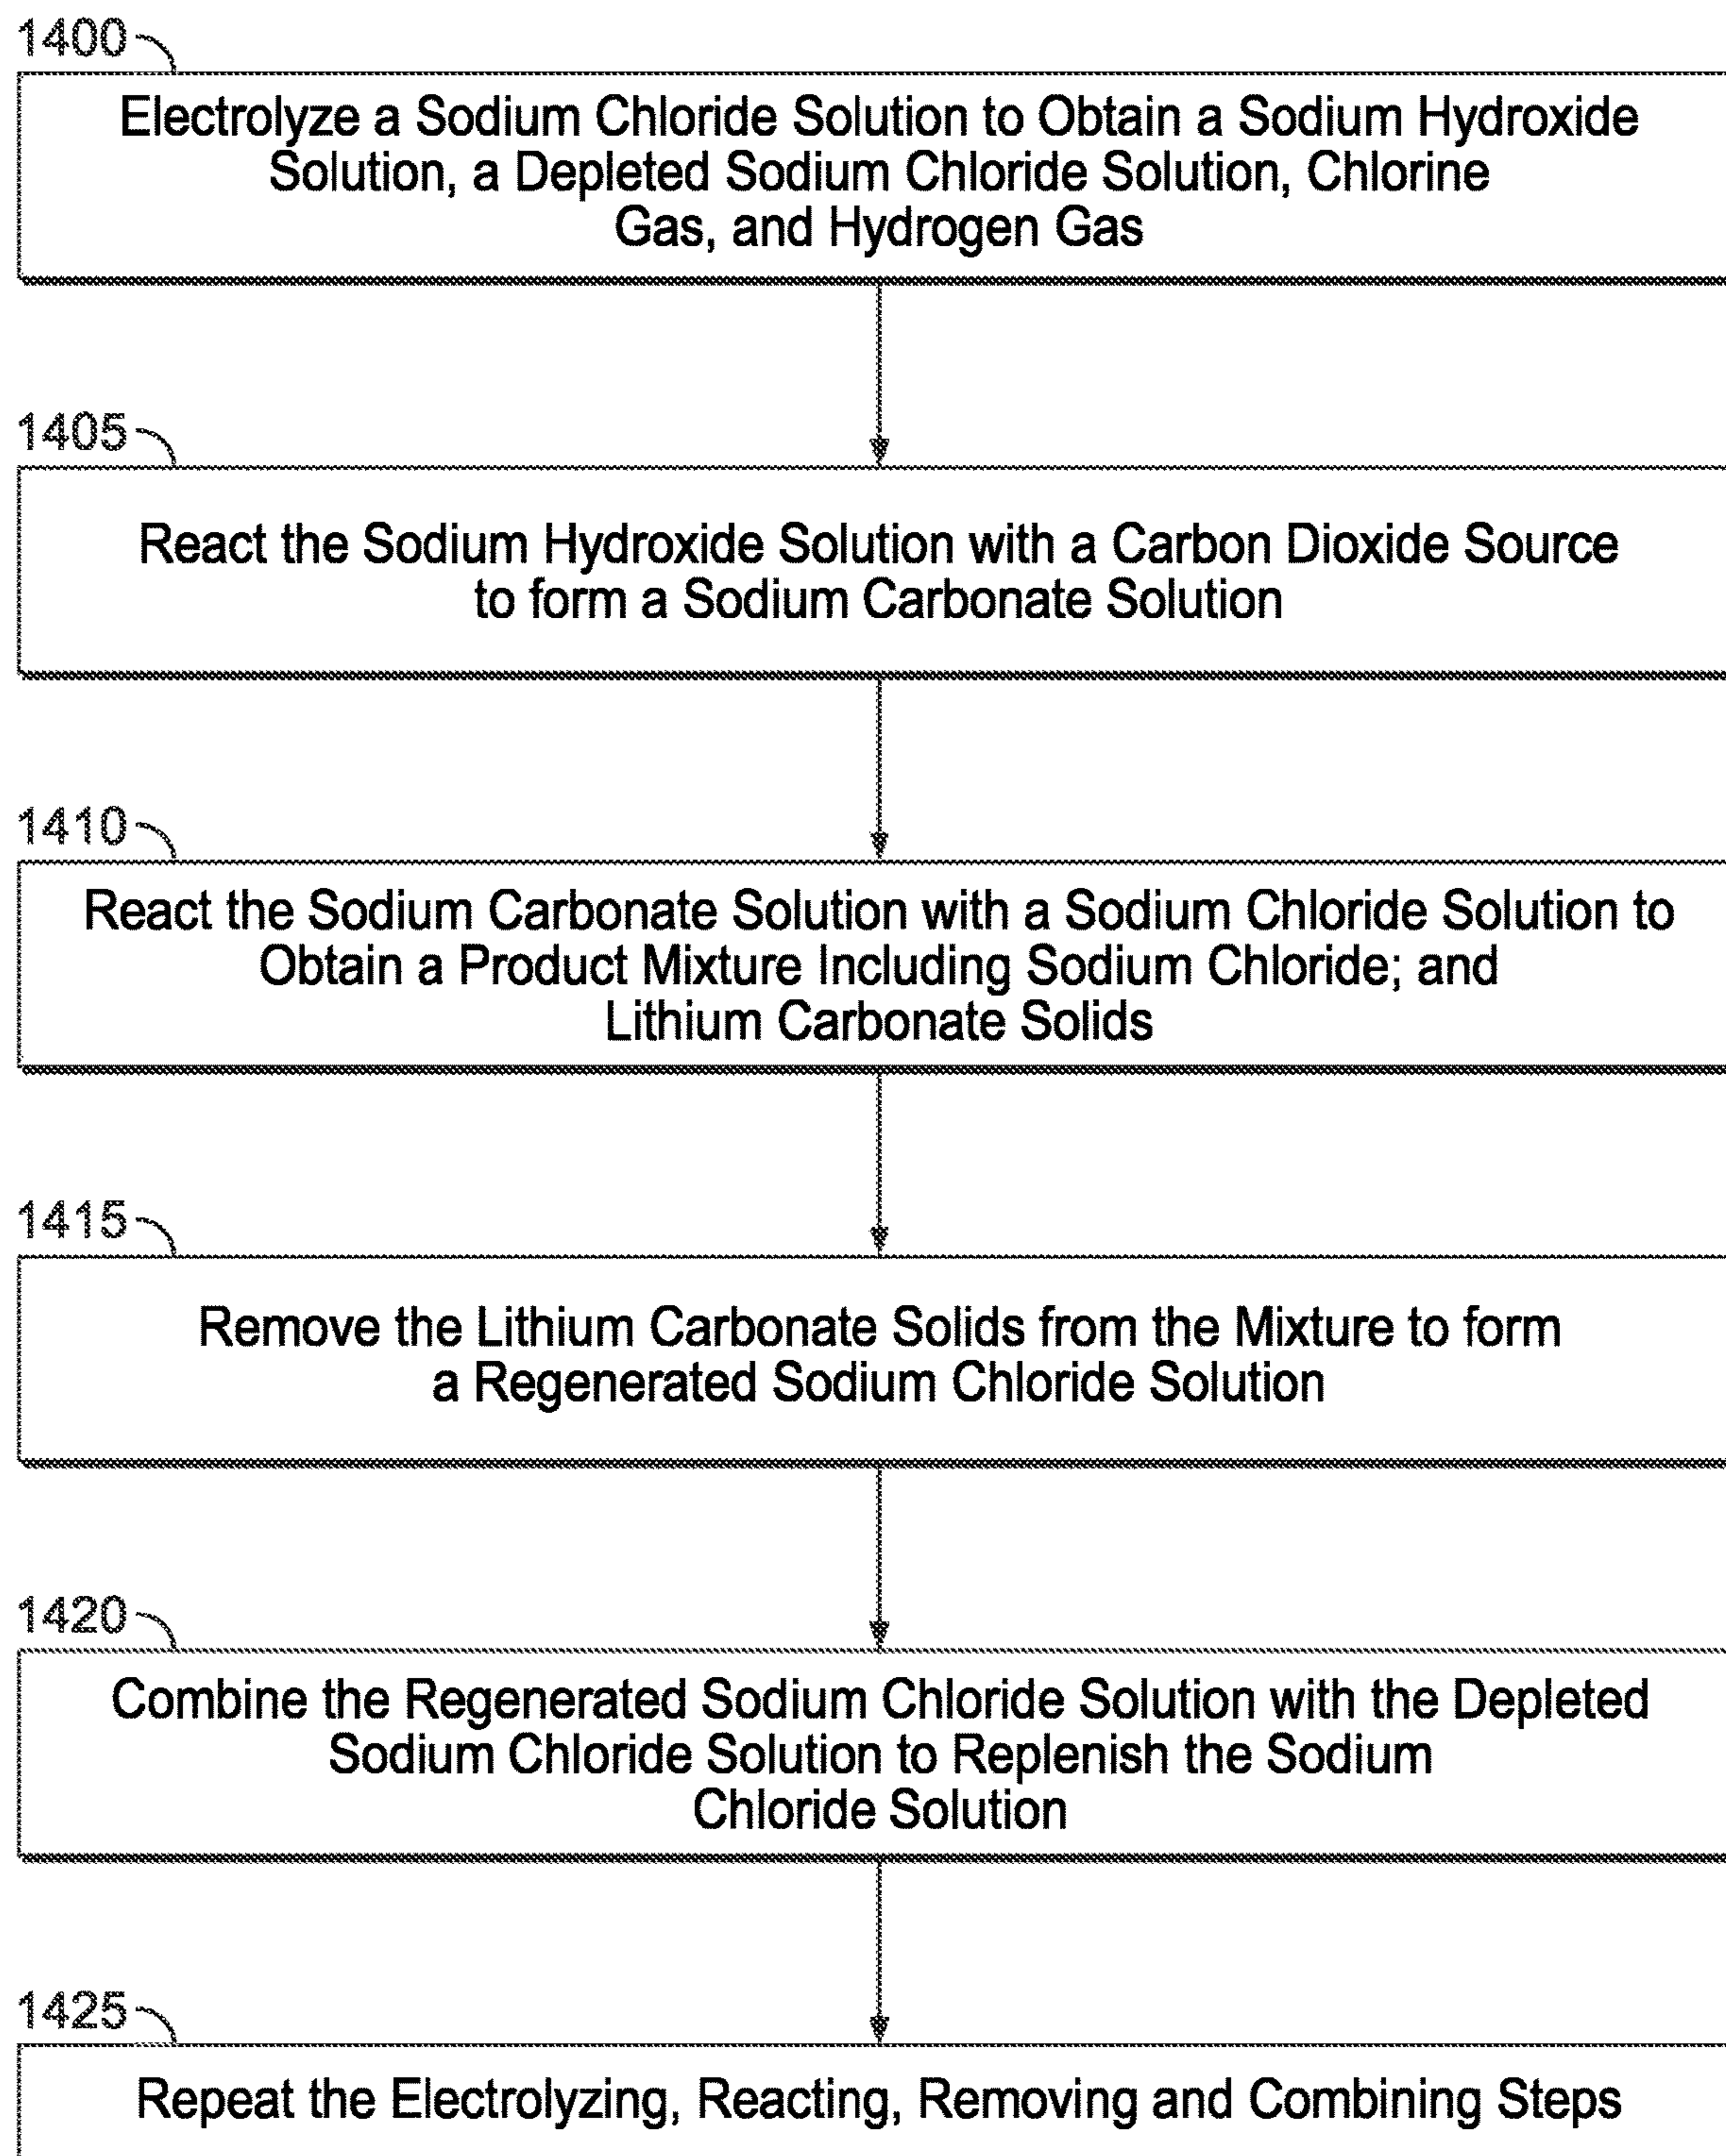 1400
Electrolyze a Sodium Chloride Solution to Obtain a Sodium Hydroxide
Solution, a Depleted Sodium Chloride Solution, Chlorine
Gas, and Hydrogen Gas
1405
React the Sodium Hydroxide Solution with a Carbon Dioxide Source
to form a Sodium Carbonate Solution
1410
React the Sodium Carbonate Solution with a Sodium Chloride Solution to
Obtain a Product Mixture Including Sodium Chloride; and
Lithium Carbonate Solids
1415
Remove the Lithium Carbonate Solids from the Mixture to form
a Regenerated Sodium Chloride Solution
1420
Combine the Regenerated Sodium Chloride Solution with the Depleted
Sodium Chloride Solution to Replenish the Sodium
Chloride Solution
1425
Repeat the Electrolyzing, Reacting, Removing and Combining Steps